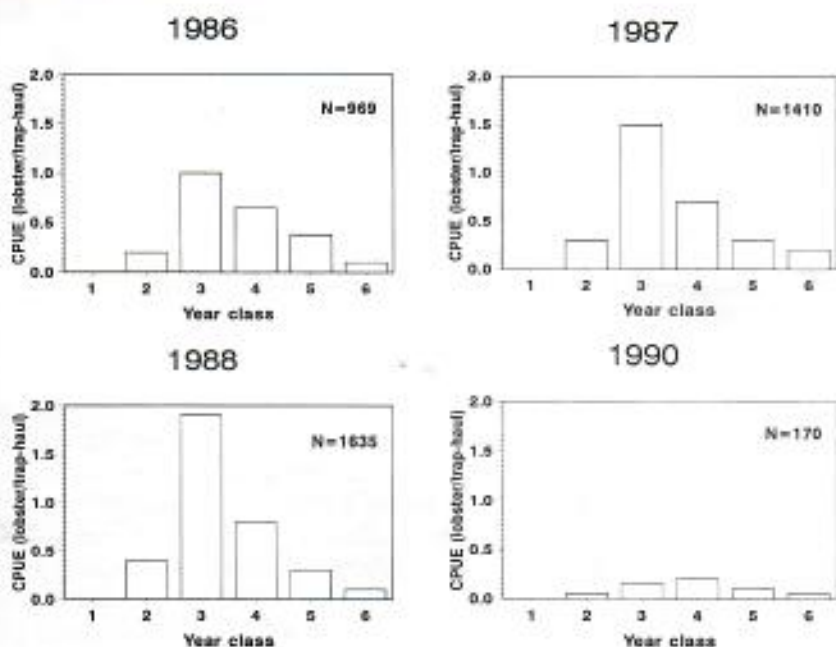 1986
CPUE (lobster/trap-haul)
2.0
1.5
1.0
0.5
0.0
N=969
1 2 3 4 5 6
Year class
1987
CPUE (lobster/trap-haul)
2.0
1.5
1.0
0.5
0.0
N=1410
1 2 3 4 5 6
Year class
1988
CPUE (lobster/trap-haul)
2.0
1.5
1.0
0.5
0.0
N=1635
1 2 3 4 5 6
Year class
1990
CPUE (lobster/trap-haul)
2.0
1.5
1.0
0.5
0.0
N=170
1 2 3 4 5 6
Year class